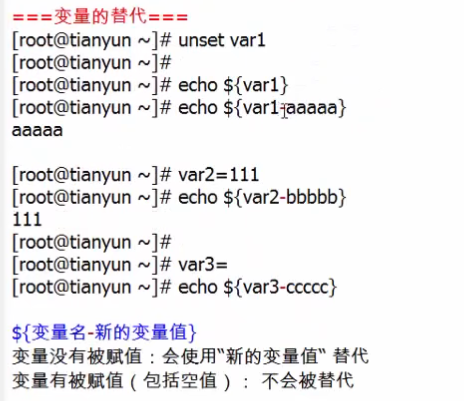 ===变量的替代===
[root@tianyun ~]# unset var1
[root@tianyun ~]#
[root@tianyun ~]# echo ${var1}
[root@tianyun ~]# echo ${var1-aaaaa}
aaaaa
[root@tianyun ~]# var2=111
[root@tianyun ~]# echo ${var2-bbbbb}
111
[root@tianyun ~]#
[root@tianyun ~]# var3=
[root@tianyun ~]# echo ${var3-ccccc}
${变量名-新的变量值}
变量没有被赋值：会使用“新的变量值“ 替代
变量有被赋值（包括空值）： 不会被替代